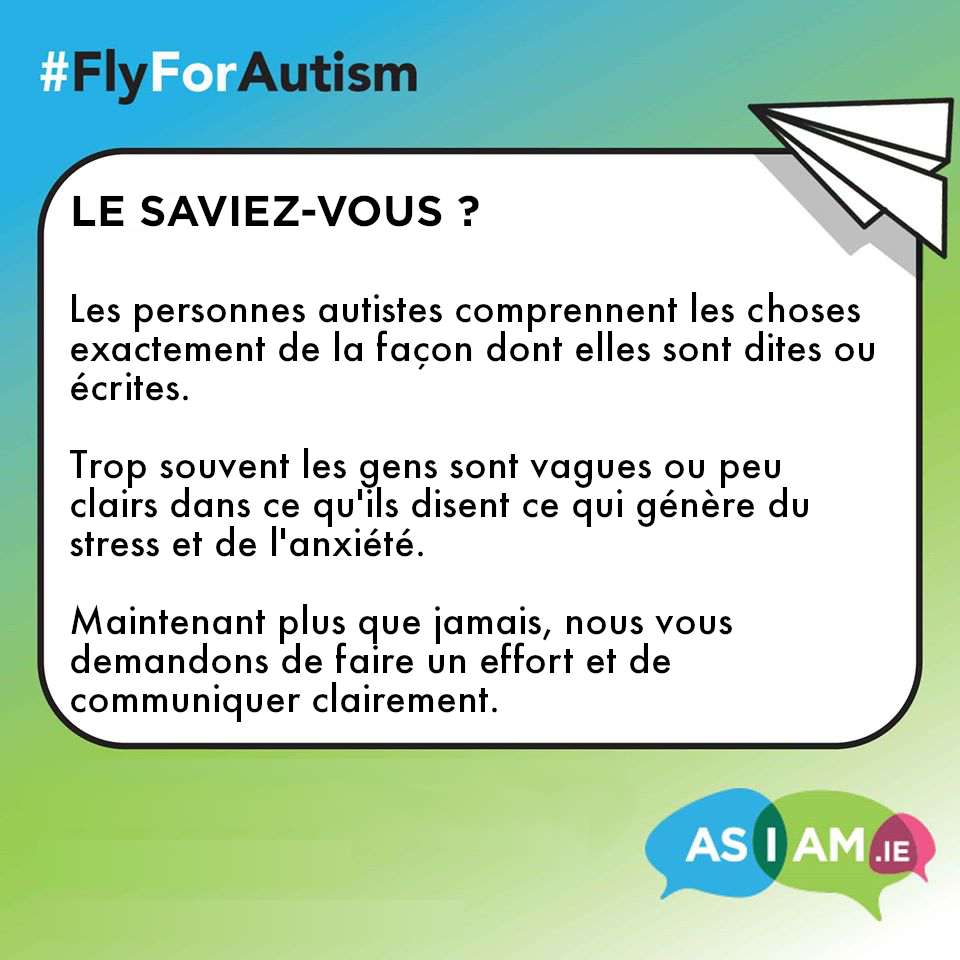 #FlyForAutism
LE SAVIEZ-VOUS ?
Les personnes autistes comprennent les choses
exactement de la façon dont elles sont dites ou
écrites.
Trop souvent les gens sont vagues ou peu
clairs dans ce qu'ils disent ce qui génère du
stress et de l'anxiété.
Maintenant plus que jamais, nous vous
demandons de faire un effort et de
communiquer clairement.
AS I AM.IE